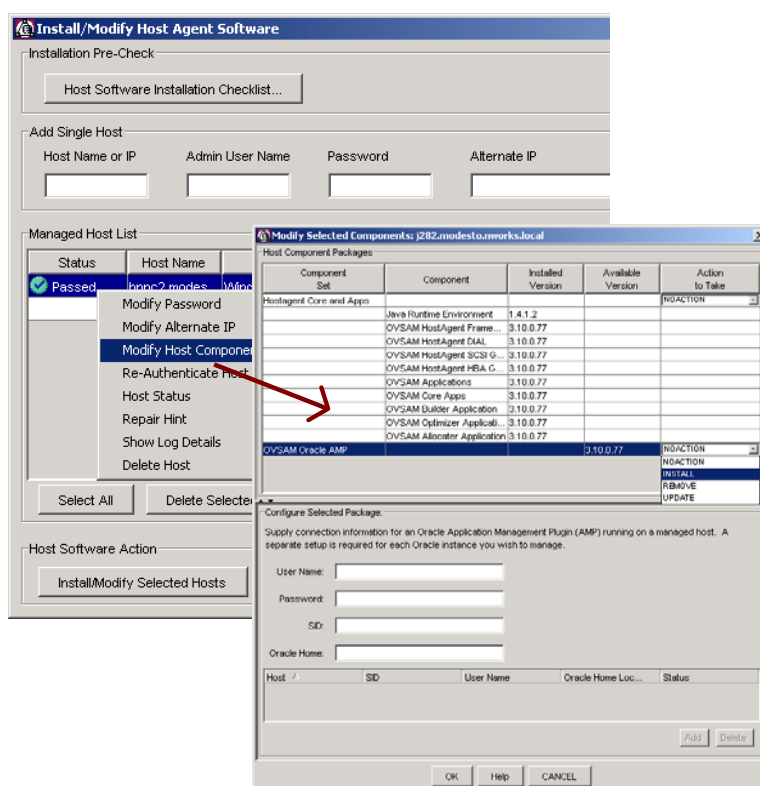 Install/Modify Host Agent Software
Installation Pre-Check
Host Software Installation Checklist...
Add Single Host
Host Name or IP Admin User Name Password Alternate IP
Managed Host List
Status Host Name
Passed hppc2.modes Wind
Modify Password
Modify Alternate IP
Modify Host Componen
Re-Authenticate Host
Host Status
Repair Hint
Show Log Details
Delete Host
Select All Delete Selected
Host Software Action
Install/Modify Selected Hosts
Modify Selected Components: j282.modesto.nworks.local
Host Component Packages
Component Set Component Installed Version Available Version Action to Take
Hostagent Core and Apps NOACTION
Java Runtime Environment 1.4.1.2
OVSAM HostAgent Frame... 3.10.0.77
OVSAM HostAgent DIAL 3.10.0.77
OVSAM HostAgent SCSI G... 3.10.0.77
OVSAM HostAgent HBA G... 3.10.0.77
OVSAM Applications 3.10.0.77
OVSAM Core Apps 3.10.0.77
OVSAM Builder Application 3.10.0.77
OVSAM Optimizer Applicati... 3.10.0.77
OVSAM Allocater Application 3.10.0.77
OVSAM Oracle AMP 3.10.0.77 NOACTION
NOACTION
INSTALL
REMOVE
UPDATE
Configure Selected Package:
Supply connection information for an Oracle Application Management Plugin (AMP) running on a managed host. A
separate setup is required for each Oracle instance you wish to manage.
User Name:
Password:
SID:
Oracle Home:
Host SID User Name Oracle Home Loc... Status
Add Delete
OK Help CANCEL